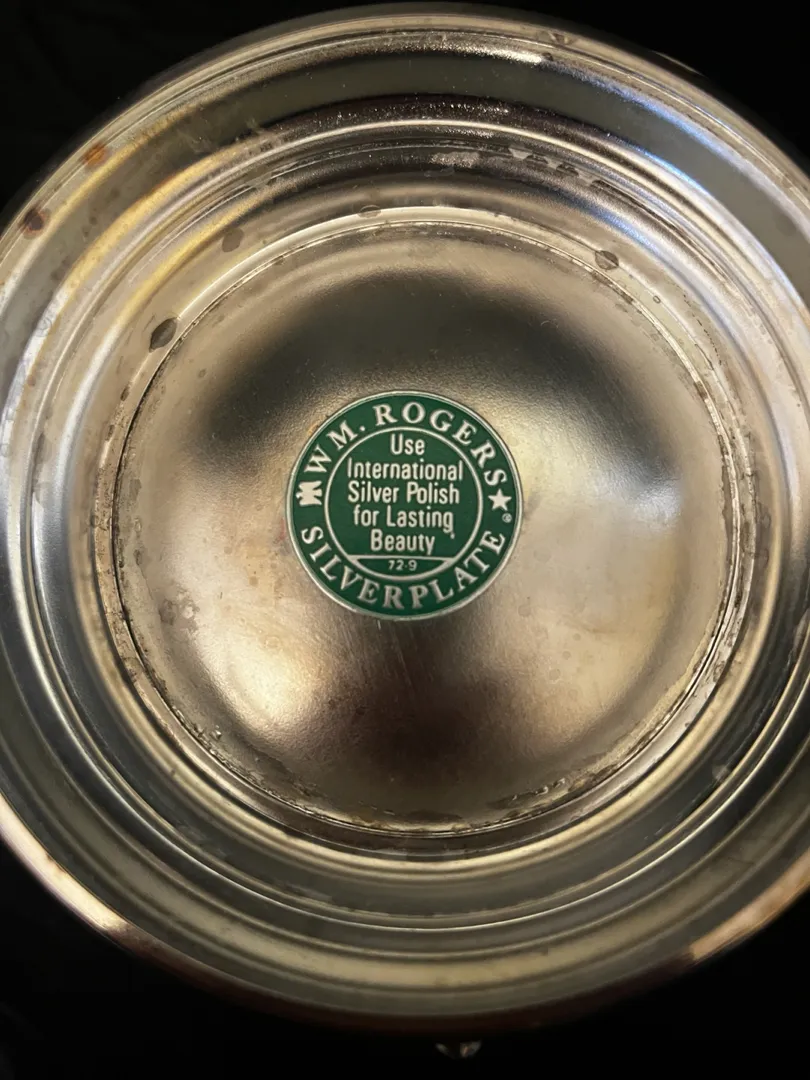 WM. ROGERS
Use
International
Silver Polish
for Lasting
Beauty
72-9
SILVERPLATE ®